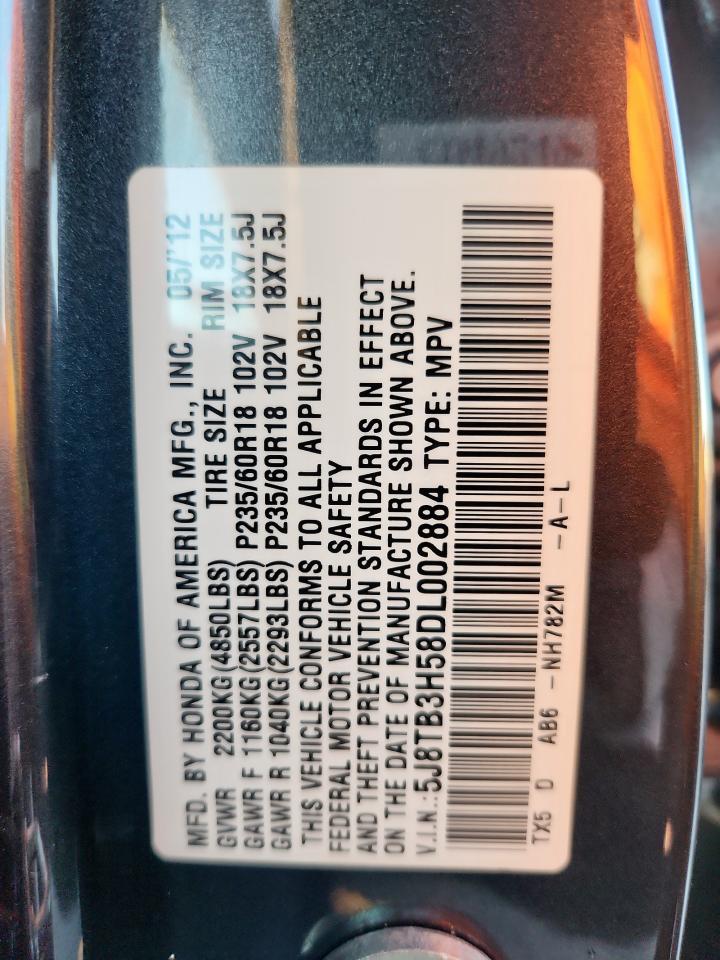 MFD. BY HONDA OF AMERICA MFG., INC. 05/'12
GVWR 2200KG(4850LBS) TIRE SIZE RIM SIZE
GAWR F 1160KG(2557LBS) P235/60R18 102V 18X7.5J
GAWR R 1040KG(2293LBS) P235/60R18 102V 18X7.5J
THIS VEHICLE CONFORMS TO ALL APPLICABLE
FEDERAL MOTOR VEHICLE SAFETY
AND THEFT PREVENTION STANDARDS IN EFFECT
ON THE DATE OF MANUFACTURE SHOWN ABOVE.
V.I.N.:5J8TB3H58DL002884 TYPE: MPV
TX5 D AB6 -NH782M -A-L